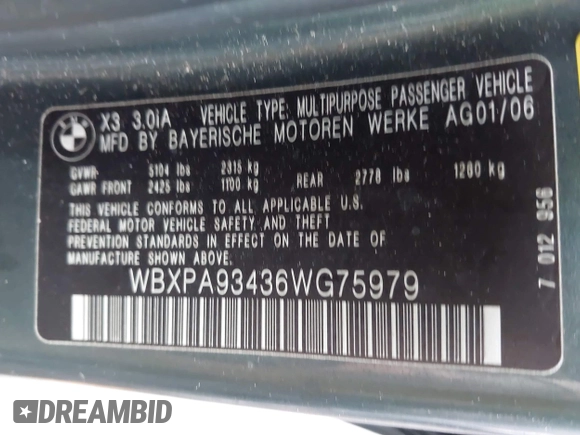 BMW
X3 3.0iA VEHICLE TYPE: MULTIPURPOSE PASSENGER VEHICLE
MFD BY BAYERISCHE MOTOREN WERKE AG01/06
GVWR 5104 lbs 2315 kg
GAWR FRONT 2425 lbs 1100 kg REAR 2778 lbs 1260 kg
THIS VEHICLE CONFORMS TO ALL APPLICABLE U.S.
FEDERAL MOTOR VEHICLE SAFETY AND THEFT
PREVENTION STANDARDS IN EFFECT ON THE DATE OF
MANUFACTURE SHOWN ABOVE.
WBXPA93436WG75979
7 012 956
DREAMBID